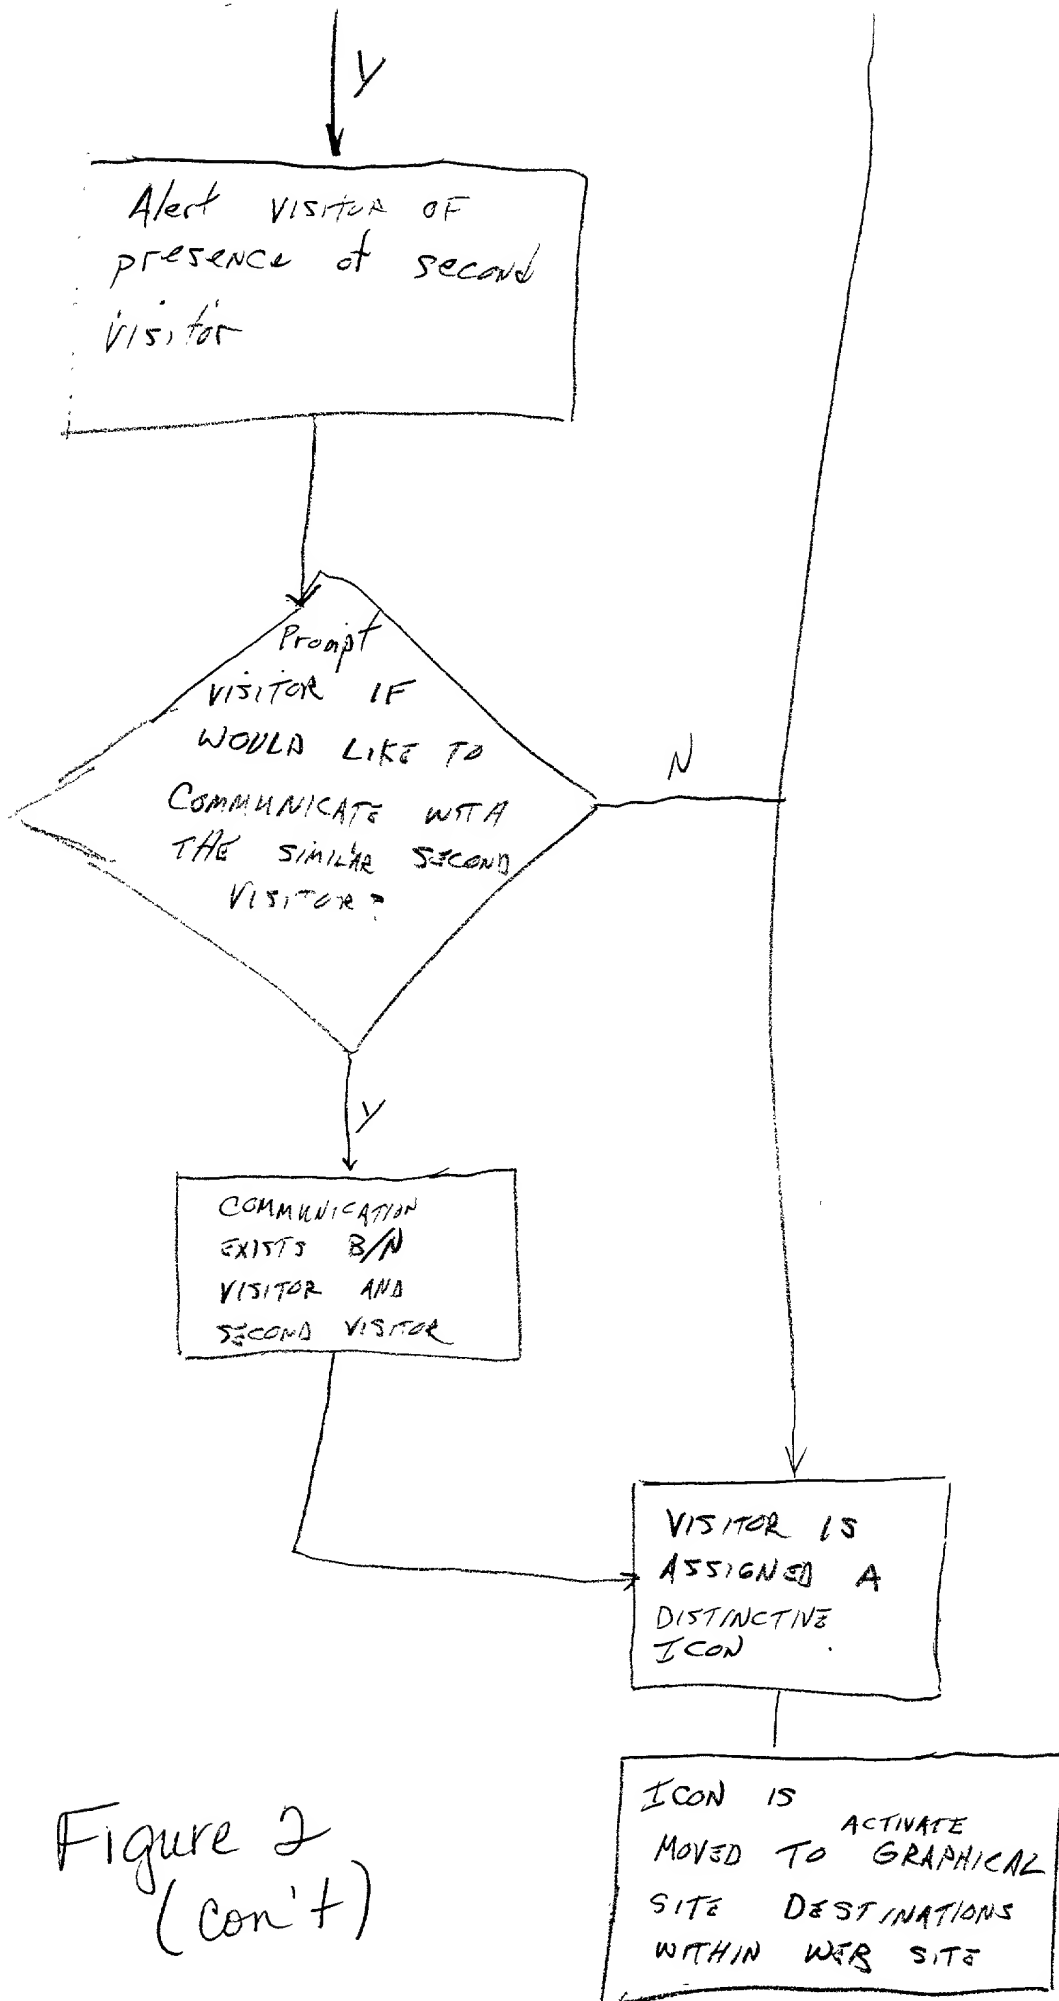 Y
Alert VISITOR OF
presence of second
visitor
Prompt
VISITOR IF
WOULD LIKE TO
COMMUNICATE WITH
THE SIMILAR SECOND
VISITOR?
N
Y
COMMUNICATION
EXISTS B/N
VISITOR AND
SECOND VISITOR
VISITOR IS
ASSIGNED A
DISTINCTIVE
ICON
ICON IS
ACTIVATE
MOVED TO GRAPHICAL
SITE DESTINATIONS
WITHIN WEB SITE
Figure 2
(con't)